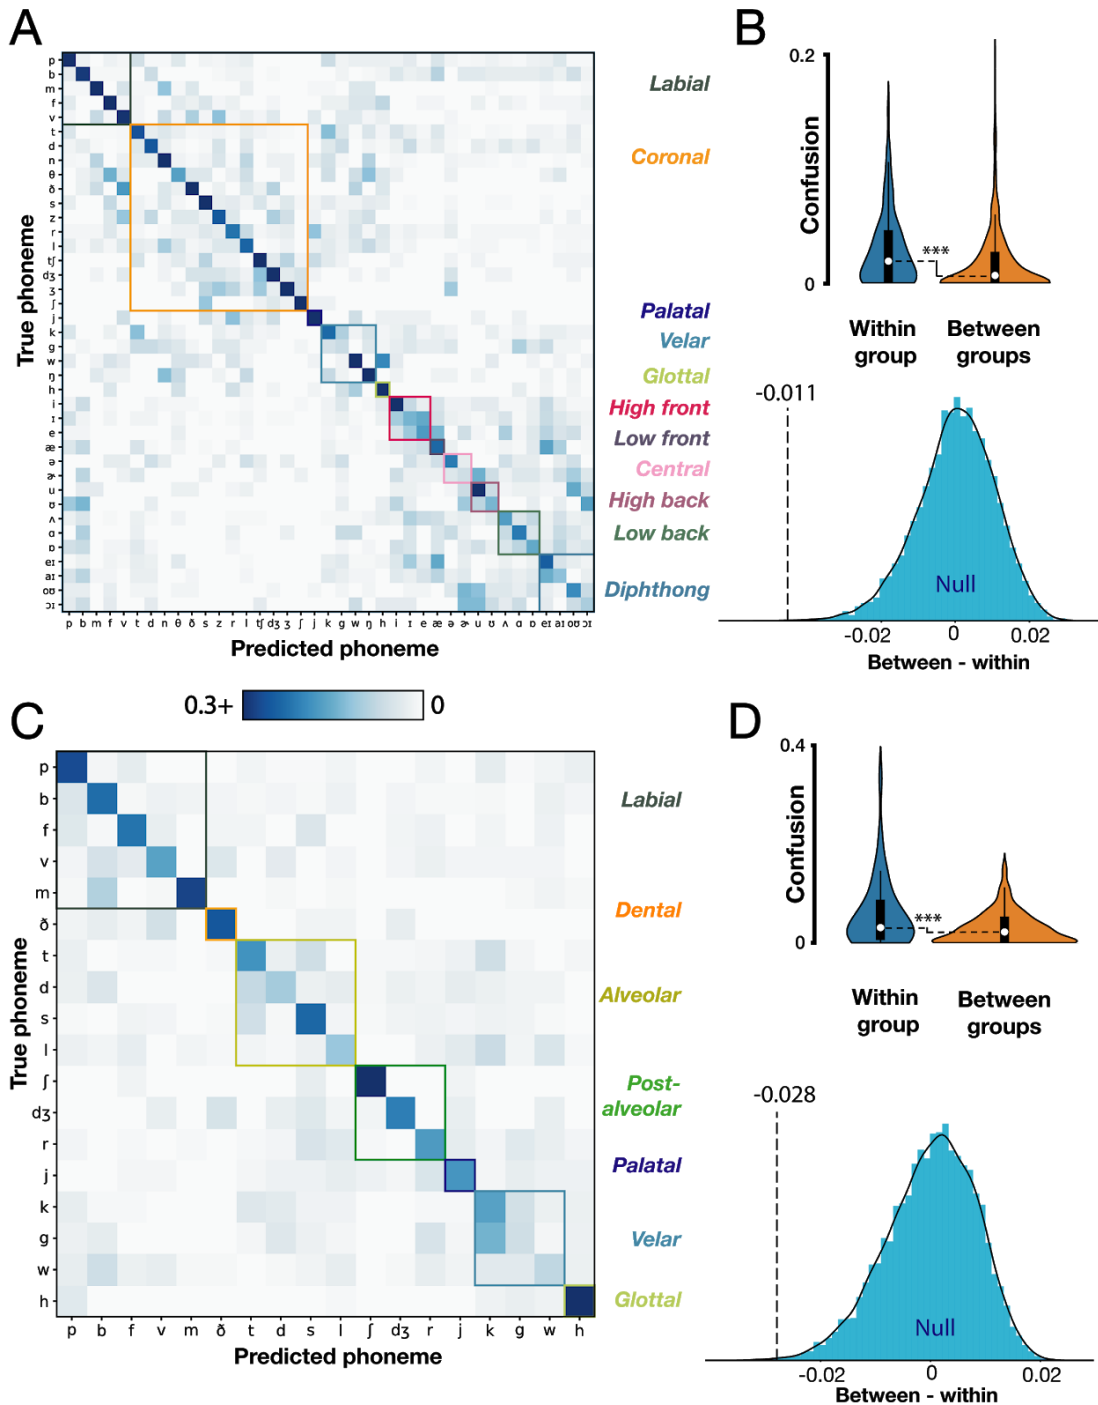 A
p
b
m
f
v
t
d
n
θ
ð
s
z
r
l
tʃ
dʒ
ʒ
ʃ
j
k
g
w
ŋ
h
i
ɪ
e
æ
ə
ɚ
u
ʊ
ʌ
ɑ
ɒ
eɪ
aɪ
oʊ
ɔɪ
True phoneme
p b m f v t d n θ ð s z r l tʃ dʒ ʒ ʃ j k g w ŋ h i ɪ e æ ə ɚ u ʊ ʌ ɑ ɒ eɪ aɪ oʊ ɔɪ
Predicted phoneme
Labial
Coronal
Palatal
Velar
Glottal
High front
Low front
Central
High back
Low back
Diphthong
B
0.2
0
Confusion
***
Within group
Between groups
-0.011
Null
-0.02 0 0.02
Between - within
0.3+ 0
C
p
b
f
v
m
ð
t
d
s
l
ʃ
dʒ
r
j
k
g
w
h
True phoneme
p b f v m ð t d s l ʃ dʒ r j k g w h
Predicted phoneme
Labial
Dental
Alveolar
Post-
alveolar
Palatal
Velar
Glottal
D
0.4
0
Confusion
***
Within group
Between groups
-0.028
Null
-0.02 0 0.02
Between - within